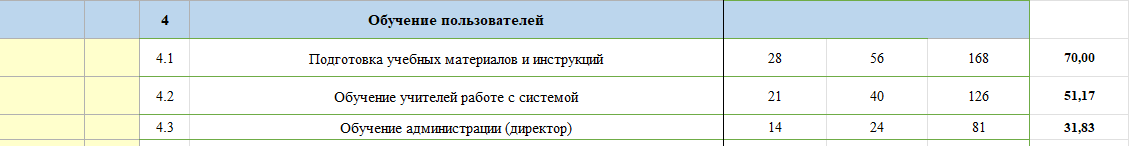 4 Обучение пользователей
4.1 Подготовка учебных материалов и инструкций 28 56 168 70,00
4.2 Обучение учителей работе с системой 21 40 126 51,17
4.3 Обучение администрации (директор) 14 24 81 31,83